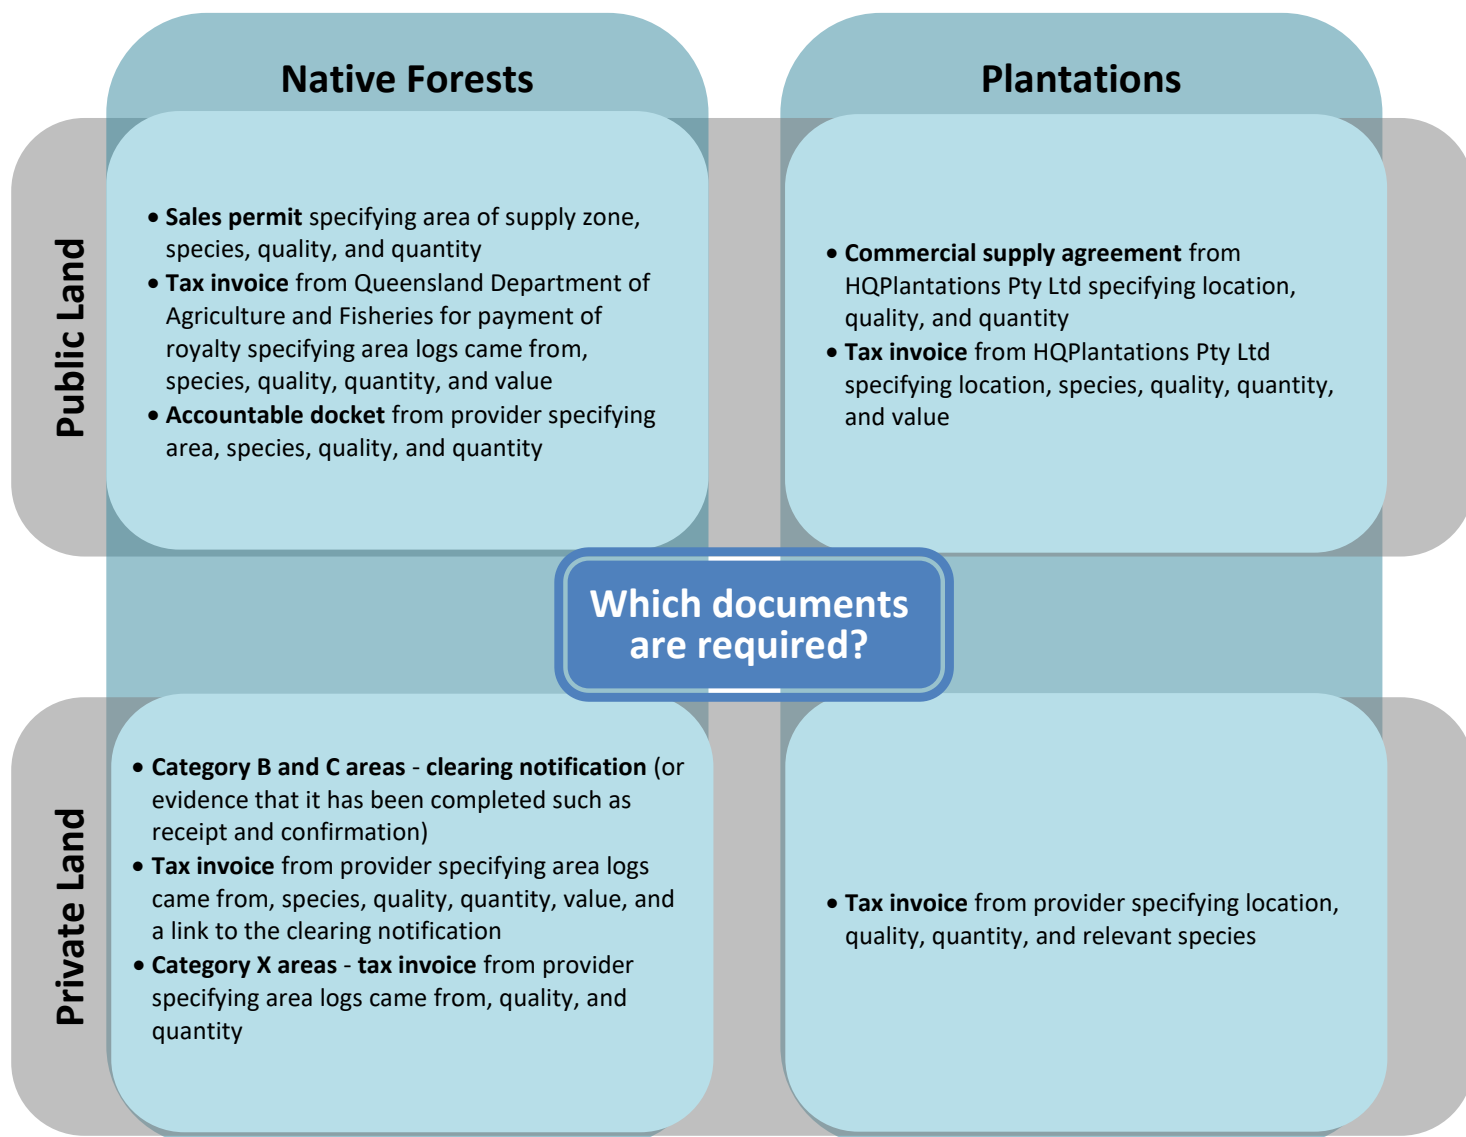 Native Forests
Plantations
Public Land
• Sales permit specifying area of supply zone,
species, quality, and quantity
• Tax invoice from Queensland Department of
Agriculture and Fisheries for payment of
royalty specifying area logs came from,
species, quality, quantity, and value
• Accountable docket from provider specifying
area, species, quality, and quantity
• Commercial supply agreement from
HQPlantations Pty Ltd specifying location,
quality, and quantity
• Tax invoice from HQPlantations Pty Ltd
specifying location, species, quality, quantity,
and value
Which documents
are required?
Private Land
• Category B and C areas - clearing notification (or
evidence that it has been completed such as
receipt and confirmation)
• Tax invoice from provider specifying area logs
came from, species, quality, quantity, value, and
a link to the clearing notification
• Category X areas - tax invoice from provider
specifying area logs came from, quality, and
quantity
• Tax invoice from provider specifying location,
quality, quantity, and relevant species